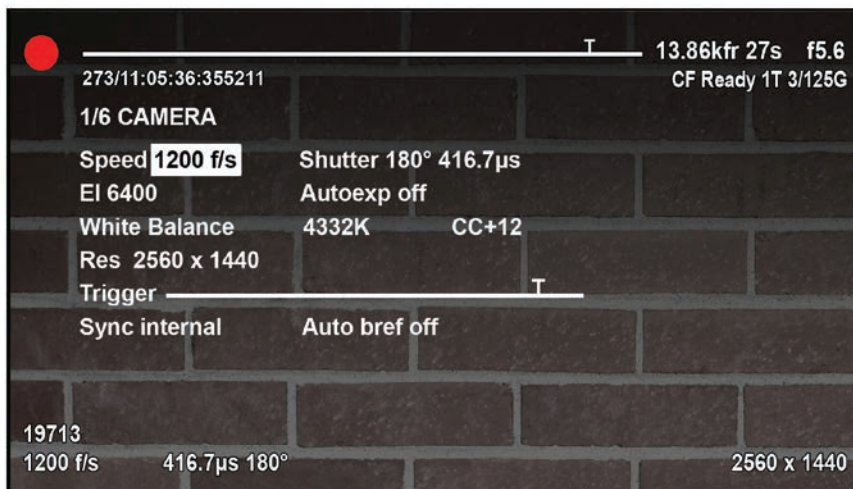 T 13.86kfr 27s f5.6
273/11:05:36:355211 CF Ready 1T 3/125G
1/6 CAMERA
Speed 1200 f/s Shutter 180° 416.7µs
EI 6400 Autoexp off
White Balance 4332K CC+12
Res 2560 x 1440
Trigger T
Sync internal Auto bref off
19713
1200 f/s 416.7µs 180° 2560 x 1440